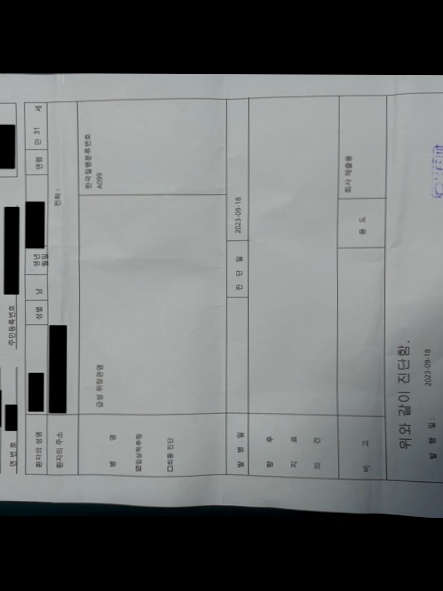 연 번 호 주민등록번호
환자의 성명 성별 남 생년월일 연령 만 31 세
환자의 주소 전화 :
병 명
☑임상적추정
☐최종 진단
급성 위장관염
한국질병분류번호
A099
발 병 일 진 단 일 2023-09-18
향 후 치 료 의 견
비 고 용 도 회사 제출용
위와 같이 진단함.
발 행 일 : 2023-09-18